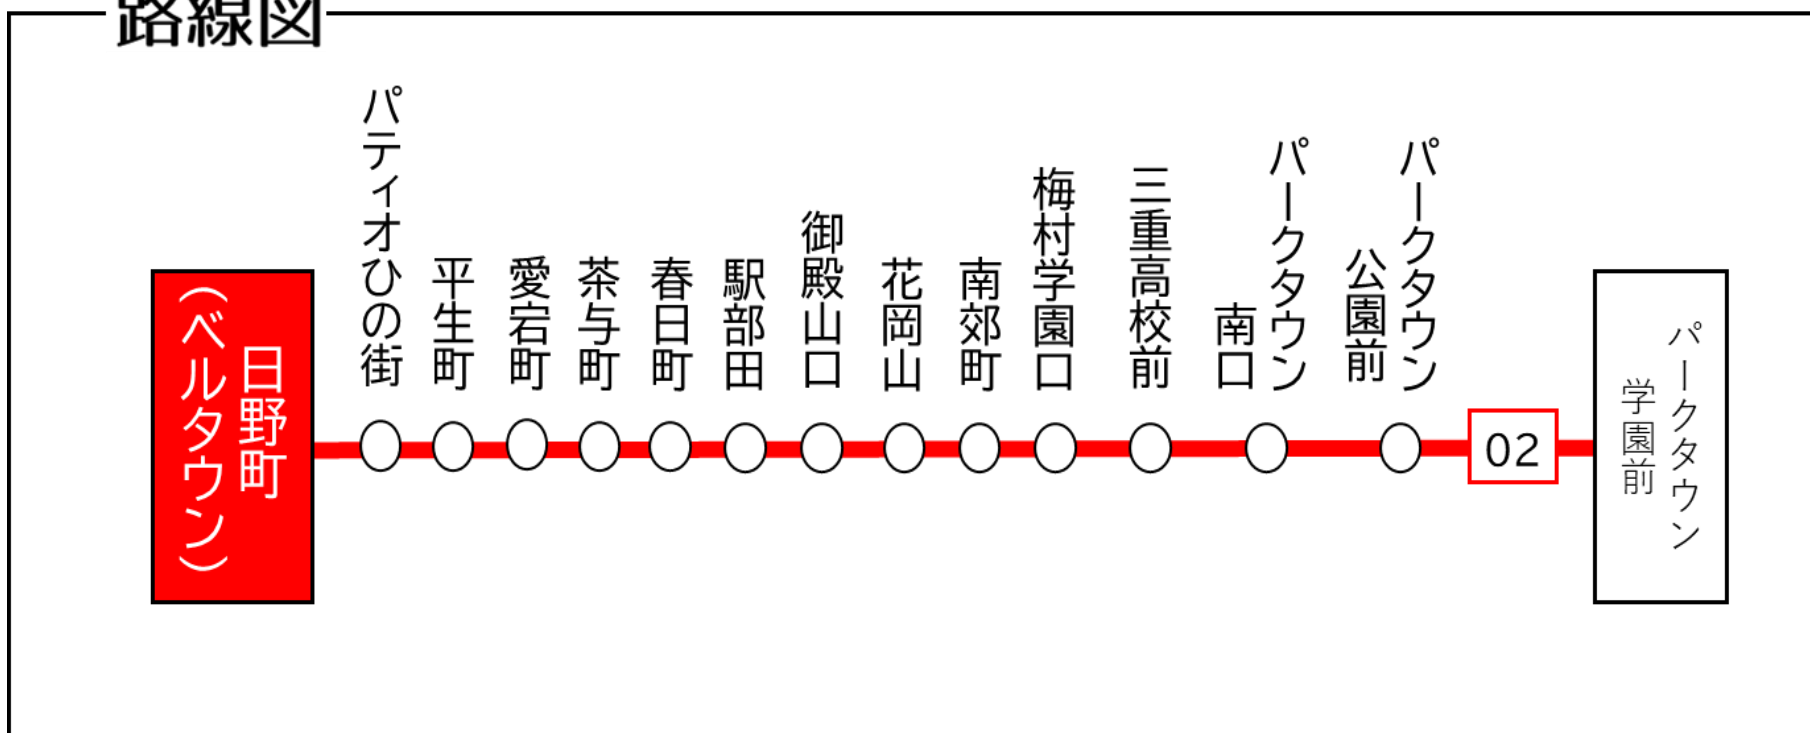 路線図
日野町
（ベルタウン）
パティオひの街
平生町
愛宕町
茶与町
春日町
駅部田
御殿山口
花岡山
南郊町
梅村学園口
三重高校前
パークタウン
南口
パークタウン
公園前
02
パークタウン
学園前